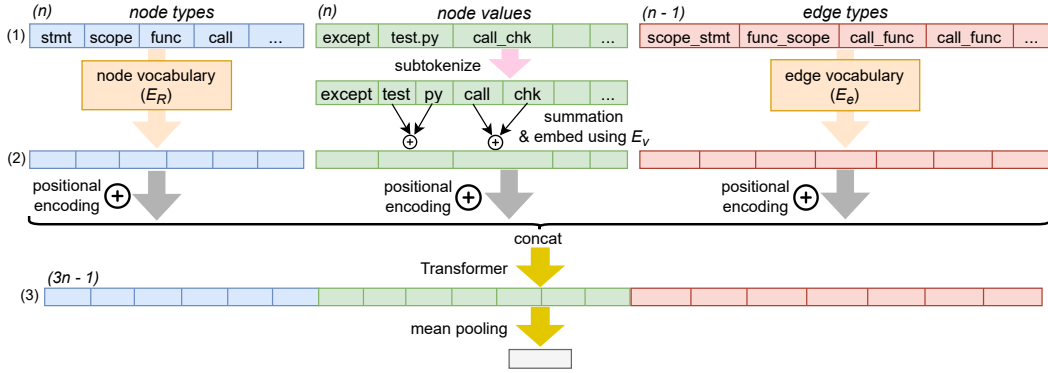 (n) node types (n) node values (n - 1) edge types
(1) stmt scope func call ... except test.py call_chk ... scope_stmt func_scope call_func call_func ...
node vocabulary
(E_R)
subtokenize
edge vocabulary
(E_e)
except test py call chk ...
summation
& embed using E_v
+ +
(2)
positional
encoding +
positional
encoding +
positional
encoding +
concat
Transformer
(3n - 1)
(3)
mean pooling